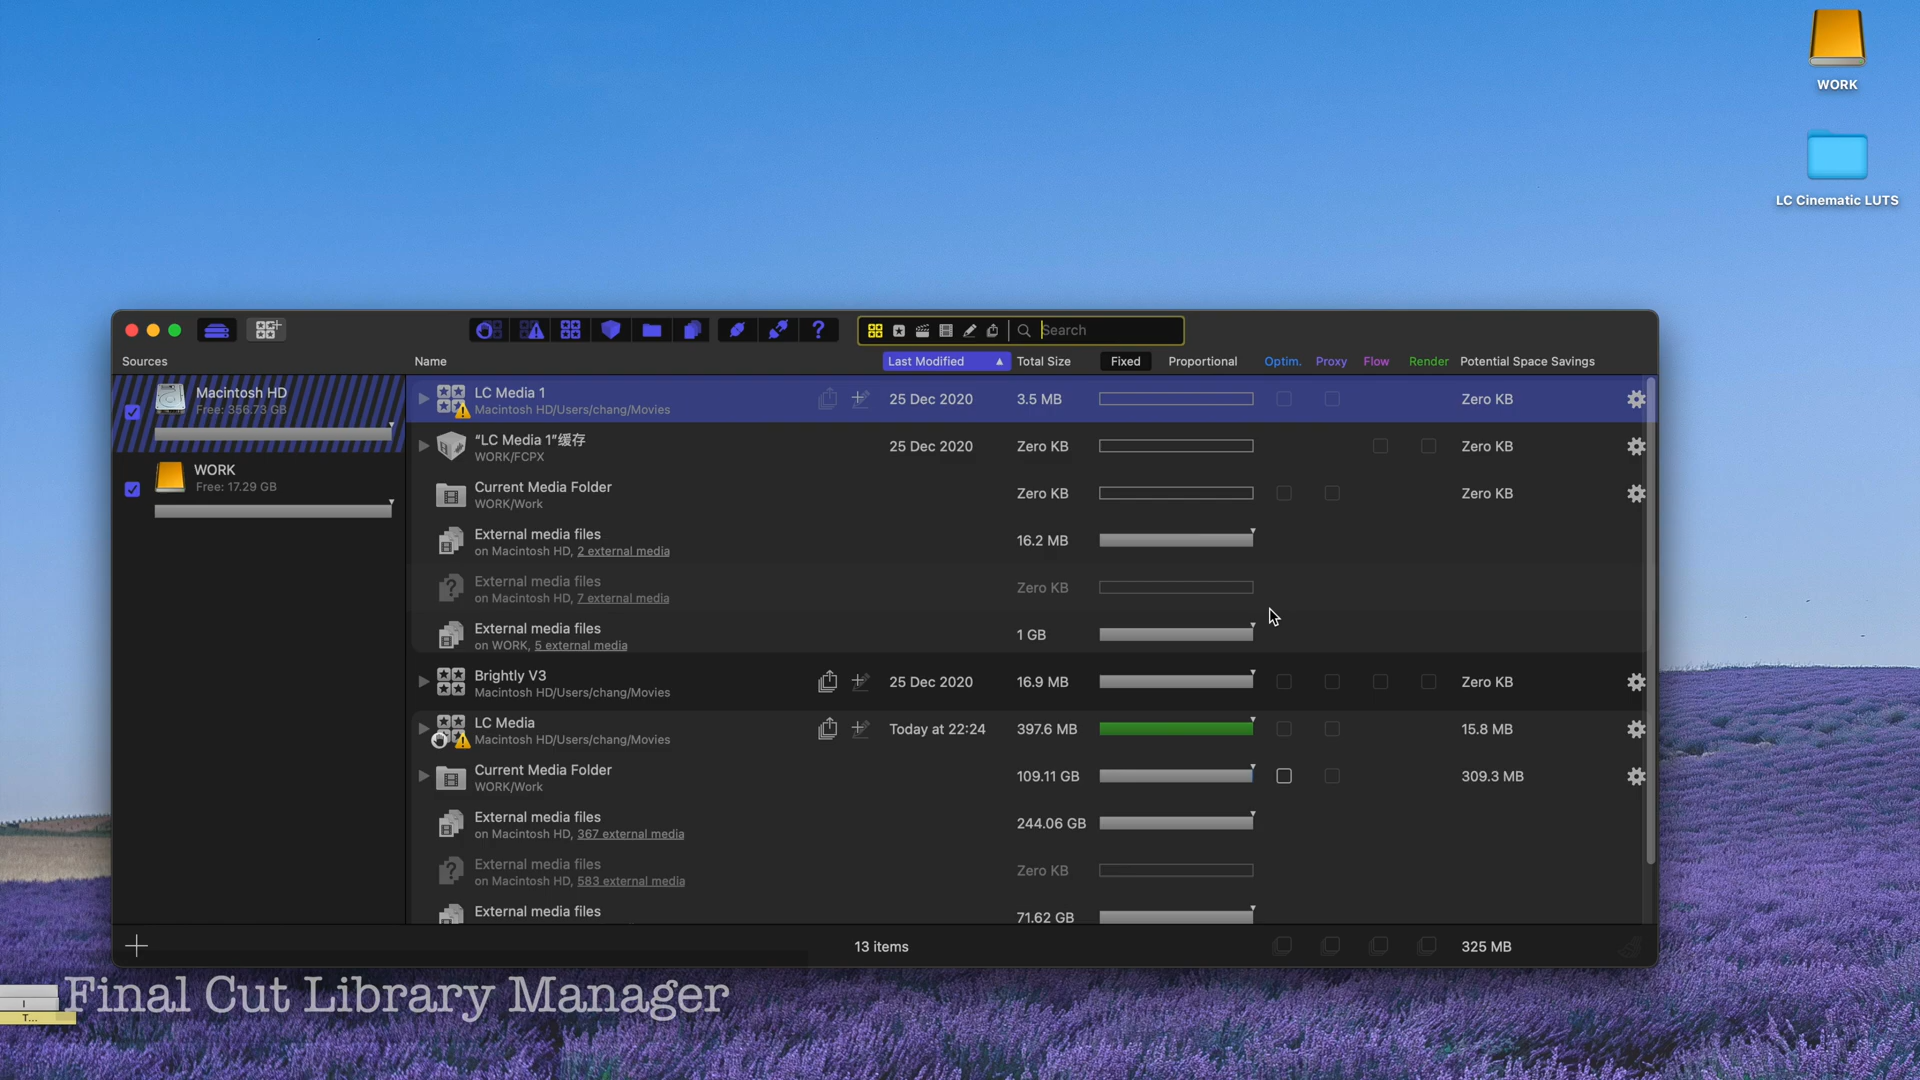 WORK
LC Cinematic LUTS
Search
Sources
Name
Last Modified
Total Size
Fixed
Proportional
Optim.
Proxy
Flow
Render
Potential Space Savings
Macintosh HD
Free: 356.73 GB
WORK
Free: 17.29 GB
LC Media 1
Macintosh HD/Users/chang/Movies
25 Dec 2020
3.5 MB
Zero KB
“LC Media 1”缓存
WORK/FCPX
25 Dec 2020
Zero KB
Zero KB
Current Media Folder
WORK/Work
Zero KB
Zero KB
External media files
on Macintosh HD, 2 external media
16.2 MB
External media files
on Macintosh HD, 7 external media
Zero KB
External media files
on WORK, 5 external media
1 GB
Brightly V3
Macintosh HD/Users/chang/Movies
25 Dec 2020
16.9 MB
Zero KB
LC Media
Macintosh HD/Users/chang/Movies
Today at 22:24
397.6 MB
15.8 MB
Current Media Folder
WORK/Work
109.11 GB
309.3 MB
External media files
on Macintosh HD, 367 external media
244.06 GB
External media files
on Macintosh HD, 583 external media
Zero KB
External media files
71.62 GB
13 items
325 MB
Final Cut Library Manager
T...